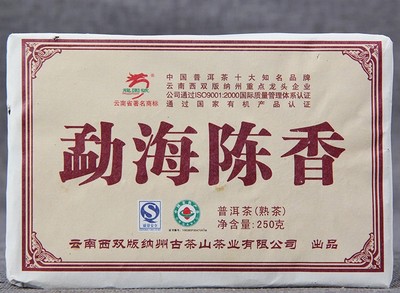 中国普洱茶十大知名品牌
云南西双版纳州重点龙头企业
公司通过ISO9001:2000国际质量管理体系认证
通过国家有机产品认证
云南省著名商标
勐海陈香
普洱茶(熟茶)
净含量:250克
云南西双版纳州古茶山茶业有限公司 出品